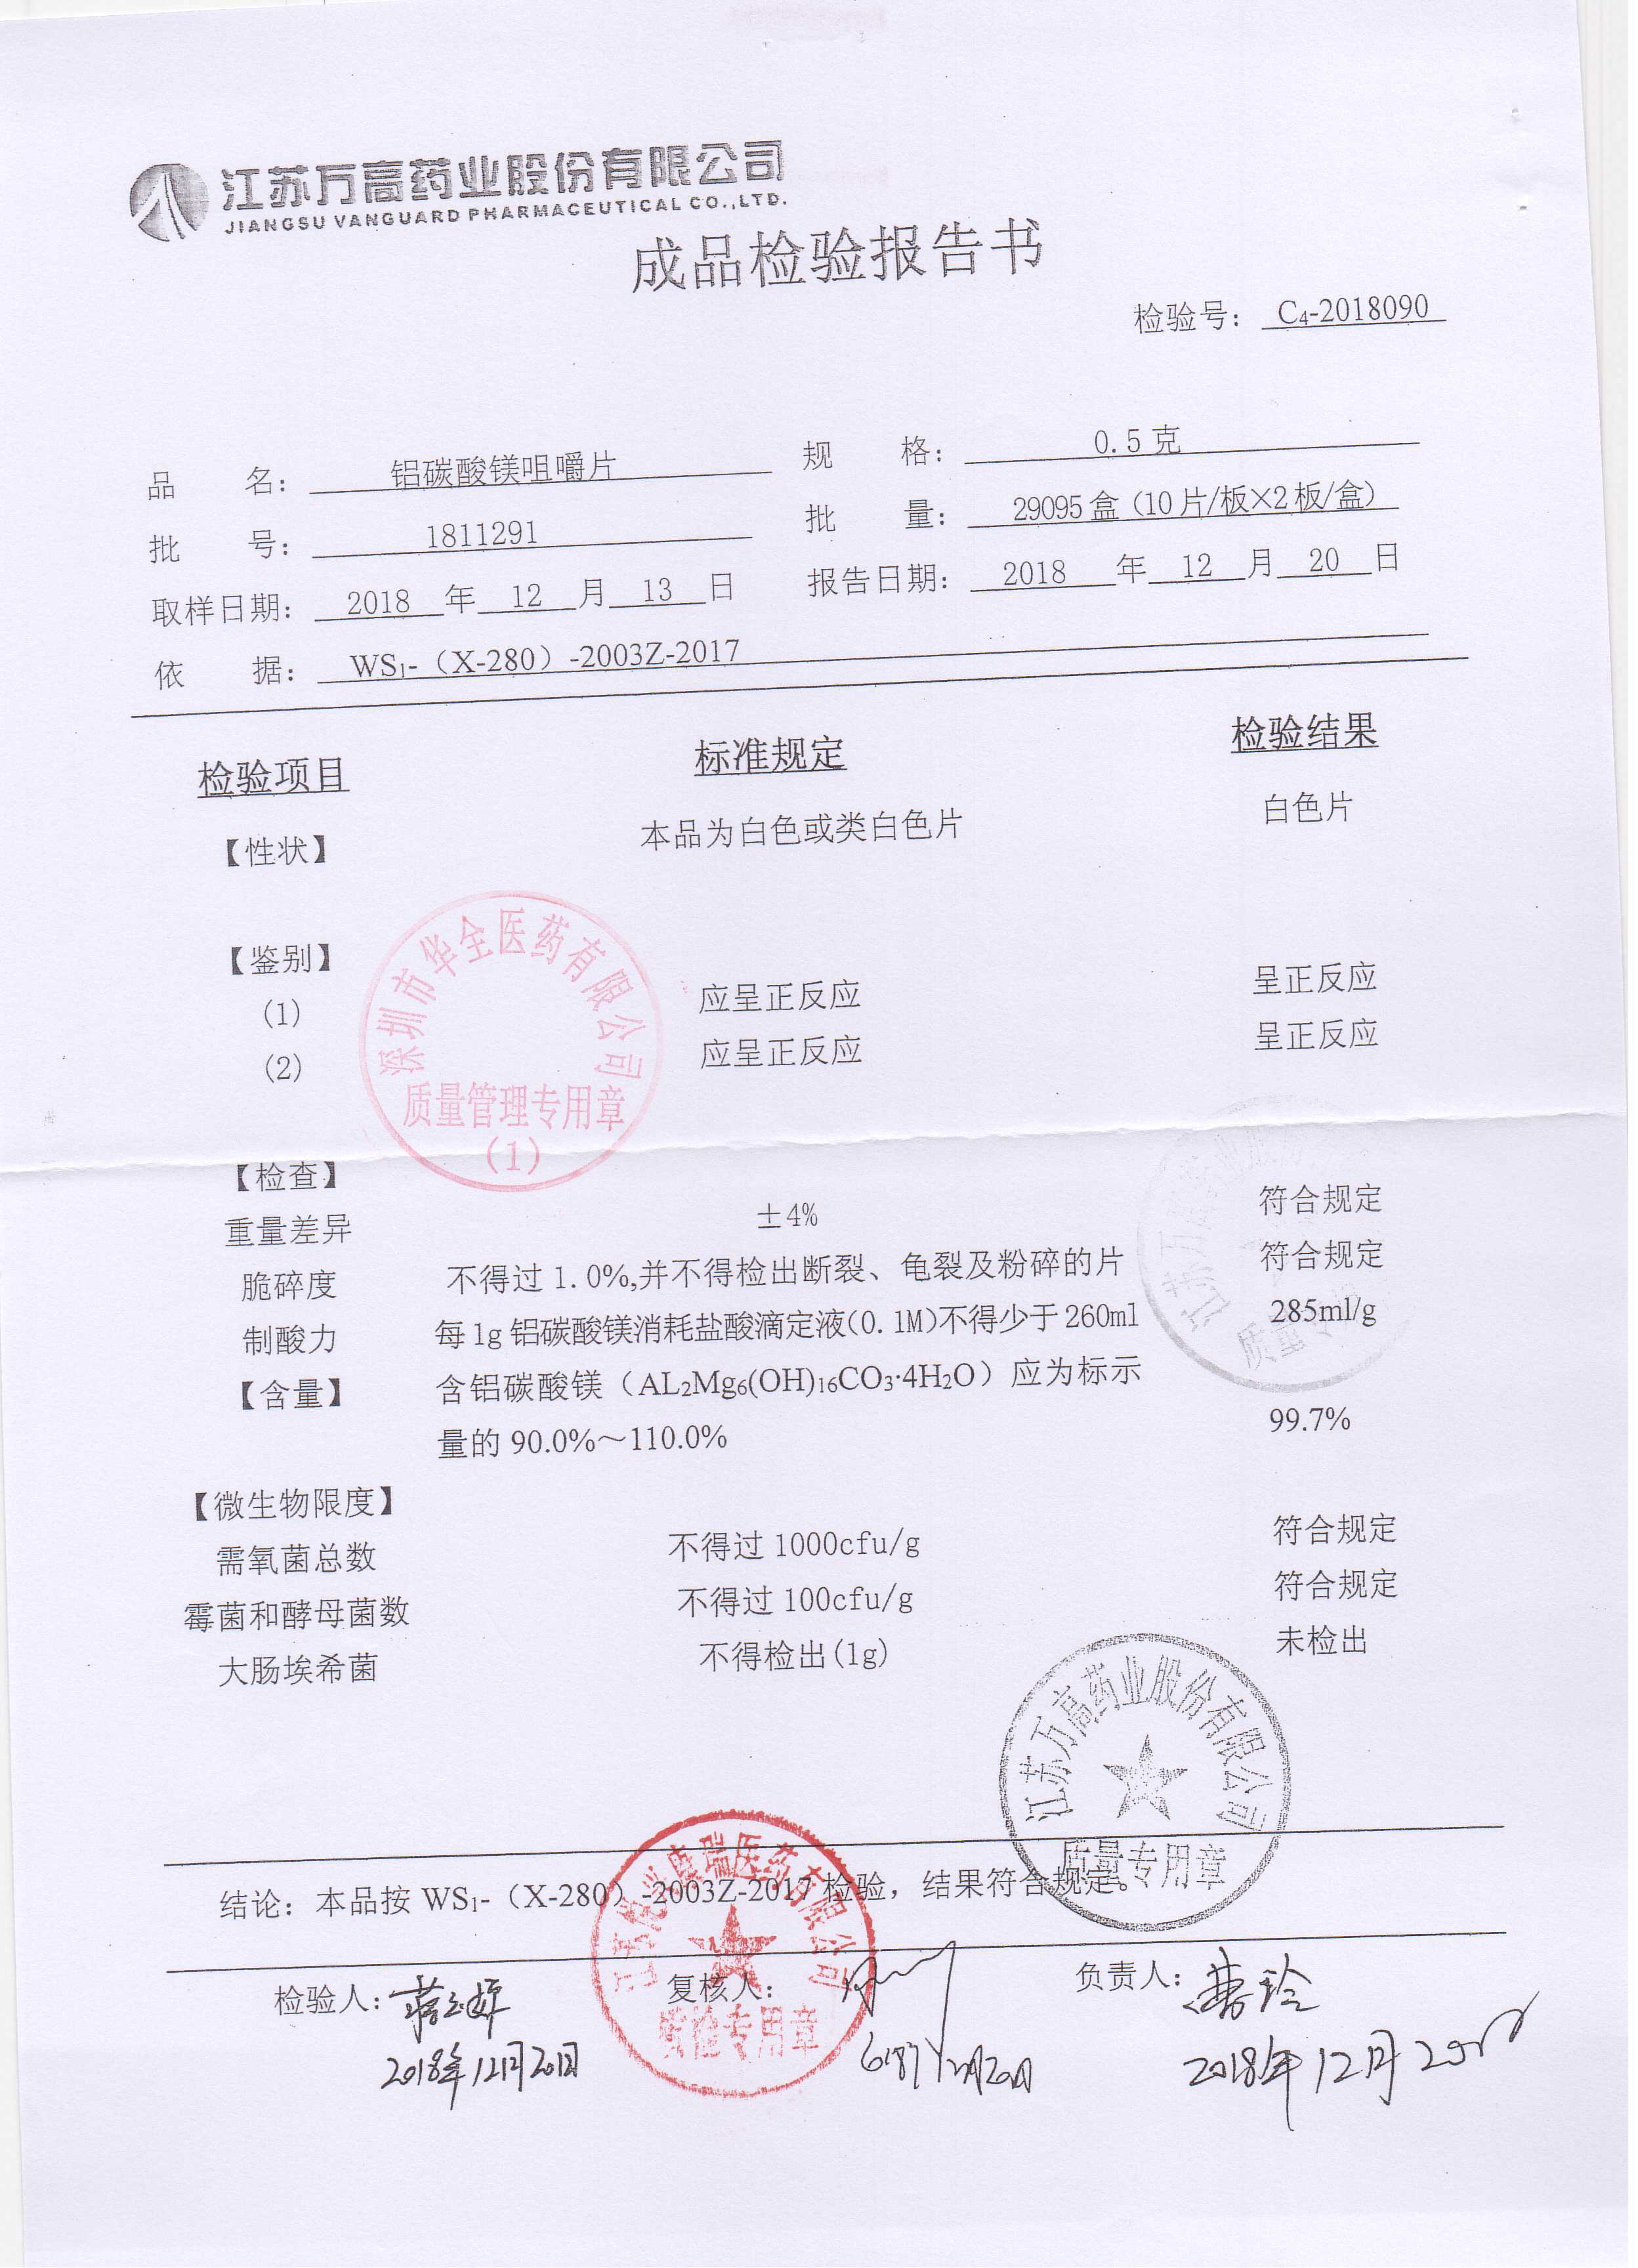 江苏万高药业股份有限公司
JIANGSU VANGUARD PHARMACEUTICAL CO.,LTD.
成品检验报告书
检验号： C4-2018090
品 名： 铝碳酸镁咀嚼片 规 格： 0.5克
批 号： 1811291 批 量： 29095盒（10片/板×2板/盒）
取样日期： 2018 年 12 月 13 日 报告日期： 2018 年 12 月 20 日
依 据： WS1-（X-280）-2003Z-2017
检验项目 标准规定 检验结果
【性状】 本品为白色或类白色片 白色片
【鉴别】
(1) 应呈正反应 呈正反应
(2) 应呈正反应 呈正反应
深圳市华全医药有限公司
质量管理专用章
(1)
【检查】
重量差异 ±4% 符合规定
脆碎度 不得过1.0%,并不得检出断裂、龟裂及粉碎的片 符合规定
制酸力 每1g铝碳酸镁消耗盐酸滴定液(0.1M)不得少于260ml 285ml/g
【含量】 含铝碳酸镁（AL2Mg6(OH)16CO3·4H2O）应为标示
量的90.0%～110.0% 99.7%
【微生物限度】
需氧菌总数 不得过1000cfu/g 符合规定
霉菌和酵母菌数 不得过100cfu/g 符合规定
大肠埃希菌 不得检出(1g) 未检出
江苏万高药业股份有限公司
质量专用章
结论：本品按WS1-（X-280）-2003Z-2017检验，结果符合规定。
康瑞医药有限公司
质检专用章
检验人： 复核人： 负责人：
2018年12月20日 2018年12月20日